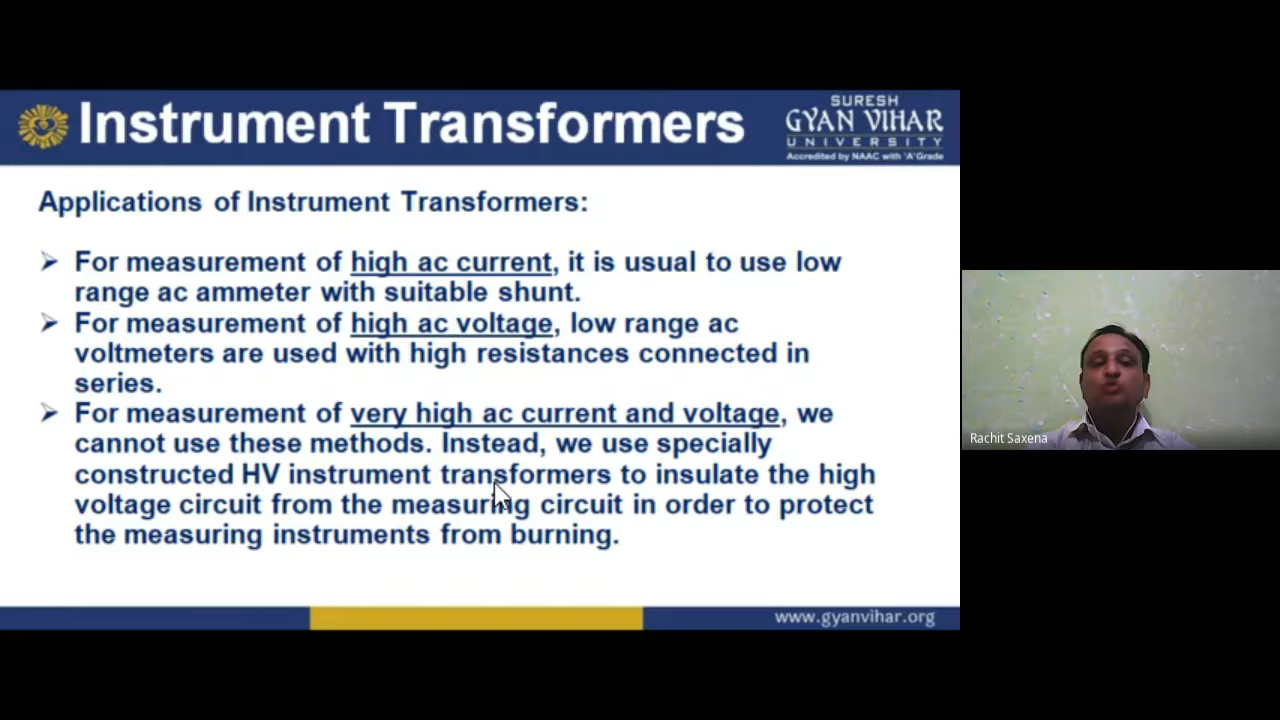 Instrument Transformers
SURESH
GYAN VIHAR
UNIVERSITY
Accredited by NAAC with 'A' Grade
Applications of Instrument Transformers:
For measurement of high ac current, it is usual to use low
range ac ammeter with suitable shunt.
For measurement of high ac voltage, low range ac
voltmeters are used with high resistances connected in
series.
For measurement of very high ac current and voltage, we
cannot use these methods. Instead, we use specially
constructed HV instrument transformers to insulate the high
voltage circuit from the measuring circuit in order to protect
the measuring instruments from burning.
www.gyanvihar.org
Rachit Saxena